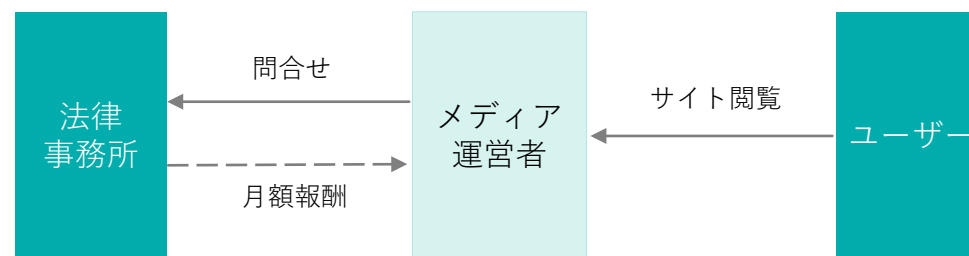 法律
事務所
問合せ
月額報酬
メディア
運営者
サイト閲覧
ユーザー